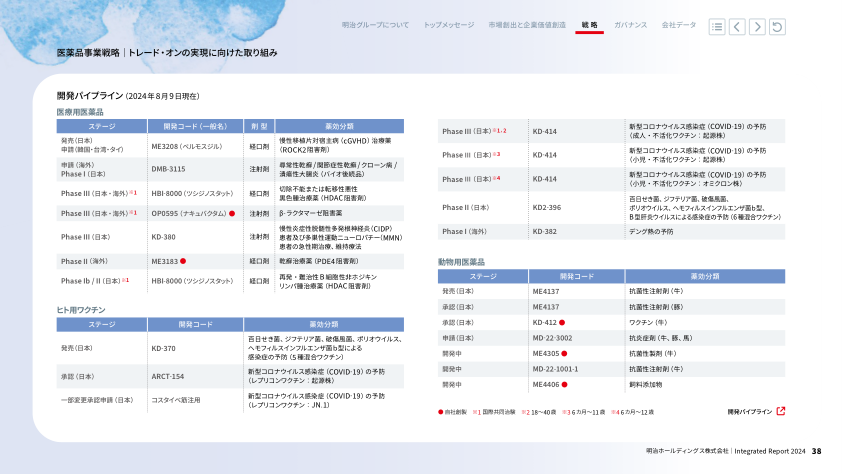 明治グループについて　トップメッセージ　市場創出と企業価値創造　戦略　ガバナンス　会社データ
医薬品事業戦略｜トレード・オンの実現に向けた取り組み
開発パイプライン（2024年8月9日現在）
医療用医薬品
ステージ　開発コード（一般名）　剤 型　薬効分類
発売（日本）
申請（韓国・台湾・タイ）　ME3208（ベルモスジル）　経口剤　慢性移植片対宿主病（cGVHD）治療薬
（ROCK2阻害剤）
申請（海外）
Phase I（日本）　DMB-3115　注射剤　尋常性乾癬/関節症性乾癬/クローン病/
潰瘍性大腸炎（バイオ後続品）
Phase III（日本・海外）※1　HBI-8000（ツシジノスタット）　経口剤　切除不能または転移性悪性
黒色腫治療薬（HDAC阻害剤）
Phase III（日本・海外）※1　OP0595（ナキュバクタム）●　注射剤　β-ラクタマーゼ阻害薬
Phase III（日本）　KD-380　注射剤　慢性炎症性脱髄性多発根神経炎（CIDP）
患者及び多巣性運動ニューロパチー（MMN）
患者の急性期治療、維持療法
Phase II（海外）　ME3183 ●　経口剤　乾癬治療薬（PDE4阻害剤）
Phase Ib / II（日本）※1　HBI-8000（ツシジノスタット）　経口剤　再発・難治性B細胞性非ホジキン
リンパ腫治療薬（HDAC阻害剤）
ヒト用ワクチン
ステージ　開発コード　薬効分類
発売（日本）　KD-370　百日せき菌、ジフテリア菌、破傷風菌、ポリオウイルス、
ヘモフィルスインフルエンザ菌b型による
感染症の予防（5種混合ワクチン）
承認（日本）　ARCT-154　新型コロナウイルス感染症（COVID-19）の予防
（レプリコンワクチン：起源株）
一部変更承認申請（日本）　コスタイベ筋注用　新型コロナウイルス感染症（COVID-19）の予防
（レプリコンワクチン：JN.1）
Phase III（日本）※1, 2　KD-414　新型コロナウイルス感染症（COVID-19）の予防
（成人・不活化ワクチン：起源株）
Phase III（日本）※3　KD-414　新型コロナウイルス感染症（COVID-19）の予防
（小児・不活化ワクチン：起源株）
Phase III（日本）※4　KD-414　新型コロナウイルス感染症（COVID-19）の予防
（小児・不活化ワクチン：オミクロン株）
Phase II（日本）　KD2-396　百日せき菌、ジフテリア菌、破傷風菌、
ポリオウイルス、ヘモフィルスインフルエンザ菌b型、
B型肝炎ウイルスによる感染症の予防（6種混合ワクチン）
Phase I（海外）　KD-382　デング熱の予防
動物用医薬品
ステージ　開発コード　薬効分類
発売（日本）　ME4137　抗菌性注射剤（牛）
承認（日本）　ME4137　抗菌性注射剤（豚）
承認（日本）　KD-412 ●　ワクチン（牛）
申請（日本）　MD-22-3002　抗炎症剤（牛、豚、馬）
開発中　ME4305 ●　抗菌性製剤（牛）
開発中　MD-22-1001-1　抗菌性注射剤（牛）
開発中　ME4406 ●　飼料添加物
●自社創製　※1 国際共同治験　※2 18～40歳　※3 6カ月～11歳　※4 6カ月～12歳　開発パイプライン
明治ホールディングス株式会社｜Integrated Report 2024　38